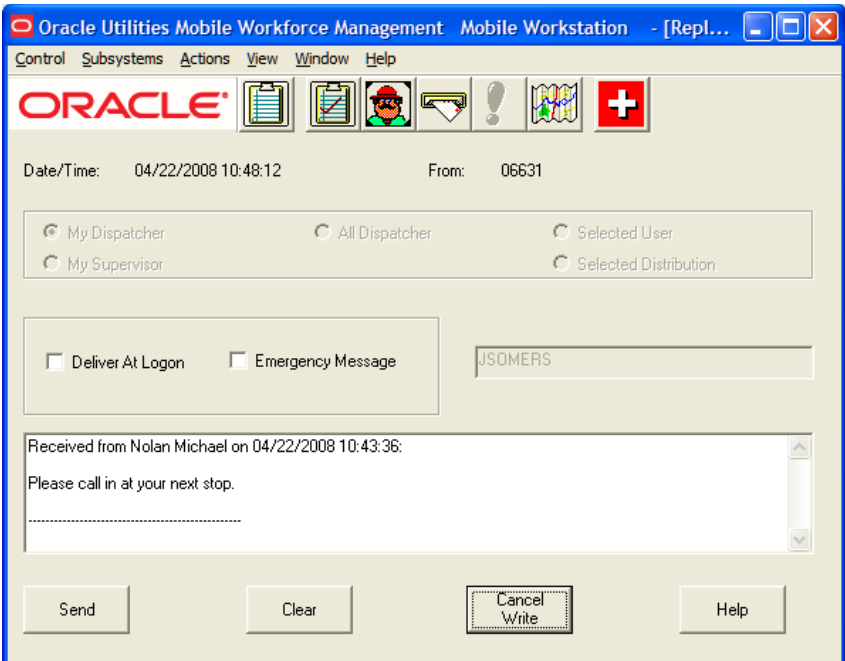 Oracle Utilities Mobile Workforce Management Mobile Workstation - [Repl...
Control Subsystems Actions View Window Help
ORACLE
Date/Time: 04/22/2008 10:48:12 From: 06631
My Dispatcher All Dispatcher Selected User
My Supervisor Selected Distribution
Deliver At Logon Emergency Message JSOMERS
Received from Nolan Michael on 04/22/2008 10:43:36:
Please call in at your next stop.
-------------------------------------------------
Send Clear Cancel Write Help